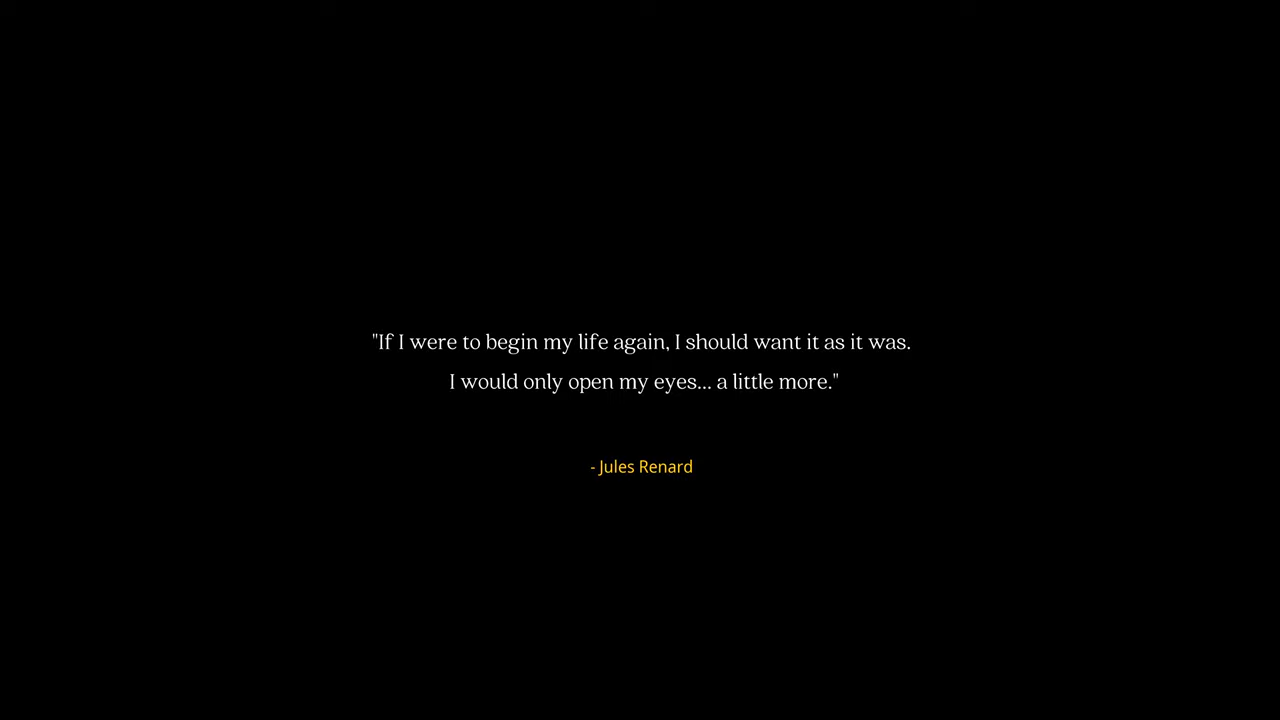 "If I were to begin my life again, I should want it as it was.
I would only open my eyes... a little more."
- Jules Renard